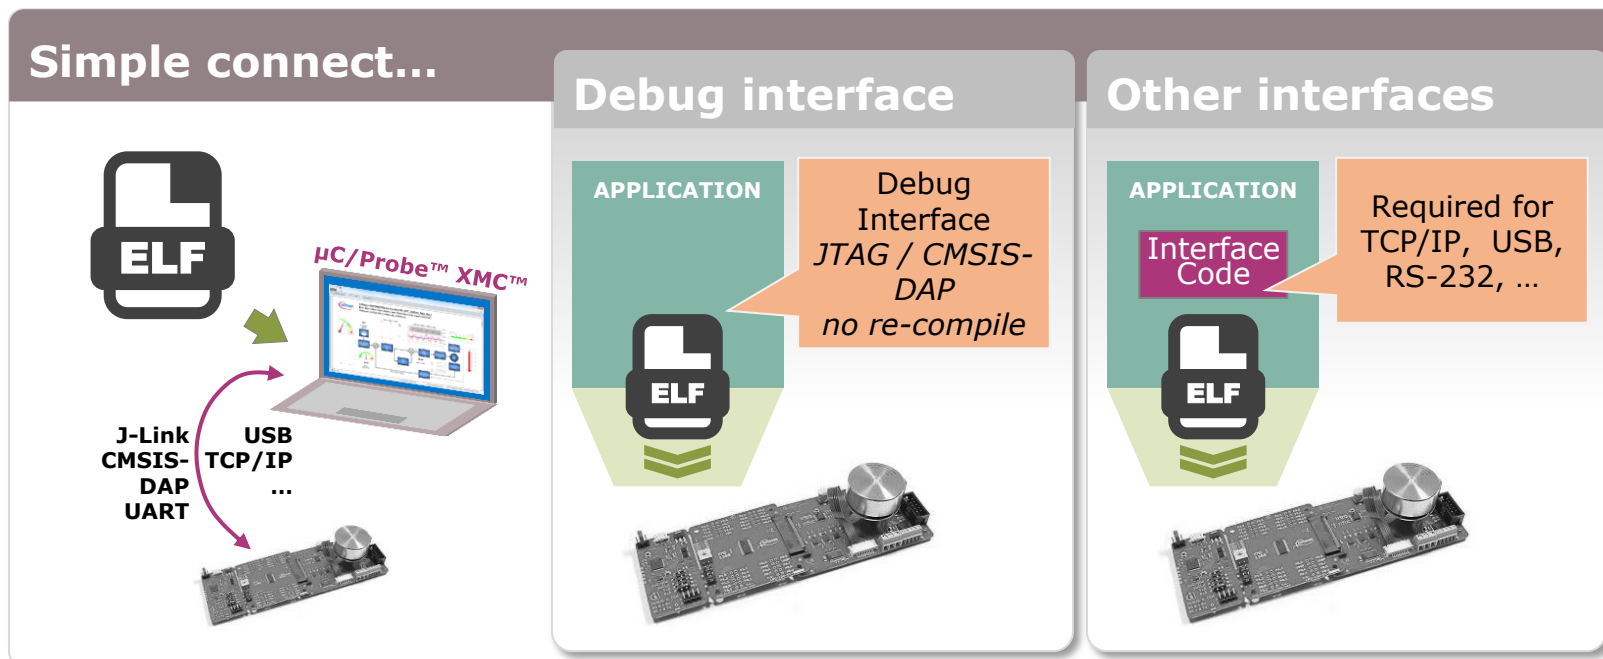 Simple connect...
ELF
µC/Probe™ XMC™
J-Link
CMSIS-
DAP
UART
USB
TCP/IP
...
Debug interface
APPLICATION
Debug
Interface
JTAG / CMSIS-
DAP
no re-compile
ELF
Other interfaces
APPLICATION
Interface
Code
Required for
TCP/IP, USB,
RS-232, ...
ELF